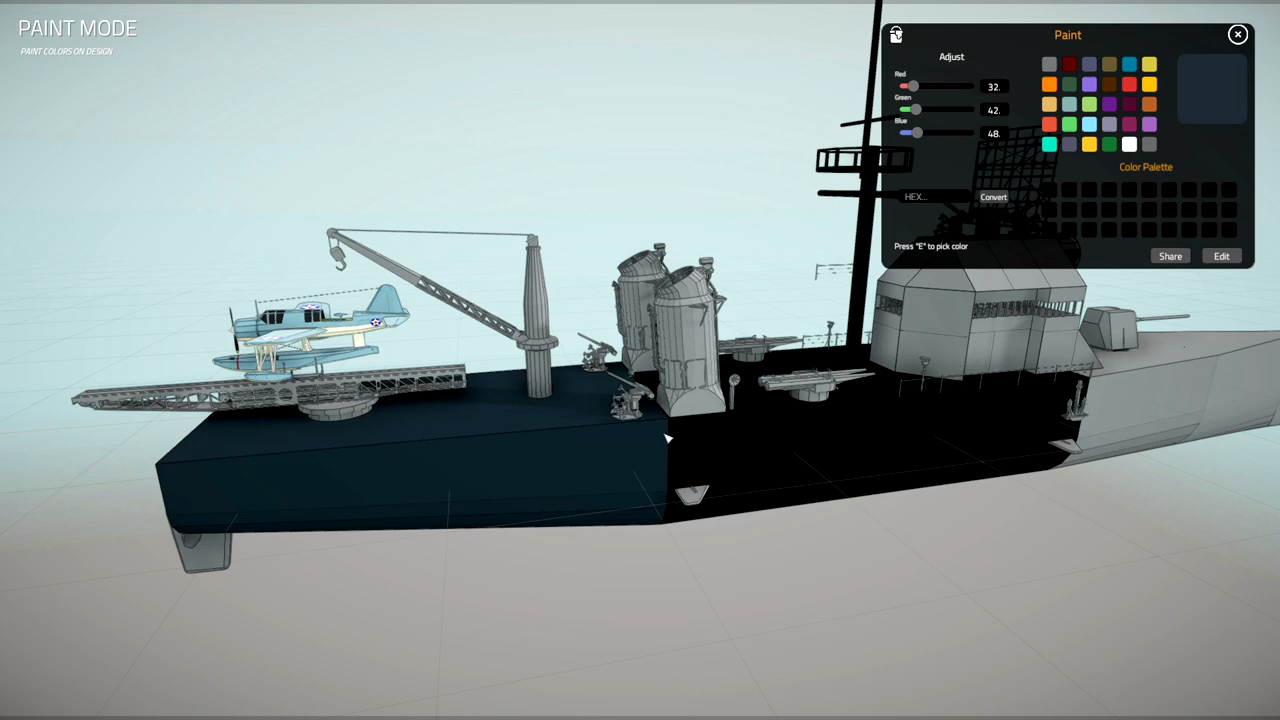 PAINT MODE
PAINT COLORS ON DESIGN
Paint
Adjust
Red
32.
Green
42.
Blue
48.
HEX...
Convert
Color Palette
Press "E" to pick color
Share
Edit